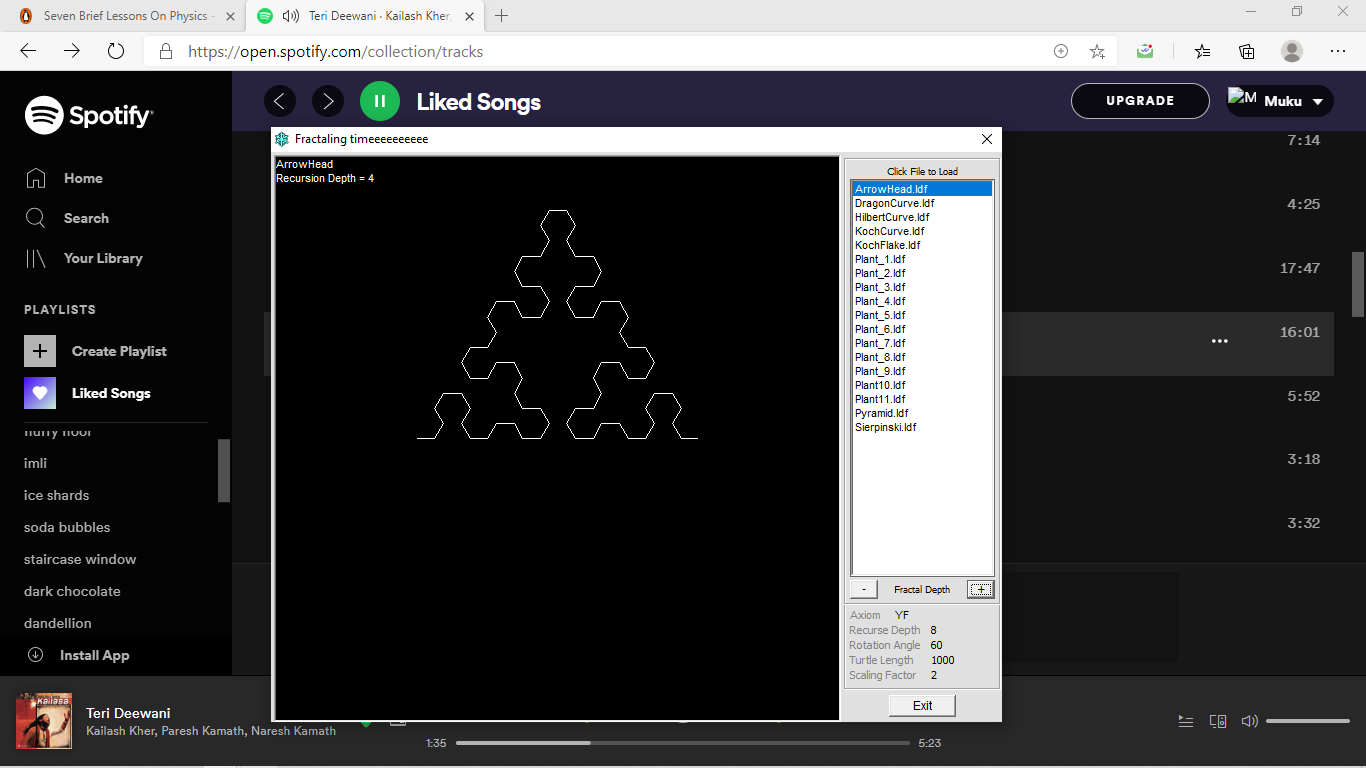 Seven Brief Lessons On Physics -
Teri Deewani · Kailash Kher,
https://open.spotify.com/collection/tracks
Spotify
Home
Search
Your Library
PLAYLISTS
Create Playlist
Liked Songs
fluffy floof
imli
ice shards
soda bubbles
staircase window
dark chocolate
dandellion
Install App
Liked Songs
UPGRADE
M
Muku
7:14
4:25
17:47
16:01
5:52
3:18
3:32
Fractaling timeeeeeeeeee
ArrowHead
Recursion Depth = 4
Click File to Load
ArrowHead.ldf
DragonCurve.ldf
HilbertCurve.ldf
KochCurve.ldf
KochFlake.ldf
Plant_1.ldf
Plant_2.ldf
Plant_3.ldf
Plant_4.ldf
Plant_5.ldf
Plant_6.ldf
Plant_7.ldf
Plant_8.ldf
Plant_9.ldf
Plant10.ldf
Plant11.ldf
Pyramid.ldf
Sierpinski.ldf
- Fractal Depth +
Axiom YF
Recurse Depth 8
Rotation Angle 60
Turtle Length 1000
Scaling Factor 2
Exit
kailasa
Teri Deewani
Kailash Kher, Paresh Kamath, Naresh Kamath
1:35
5:23